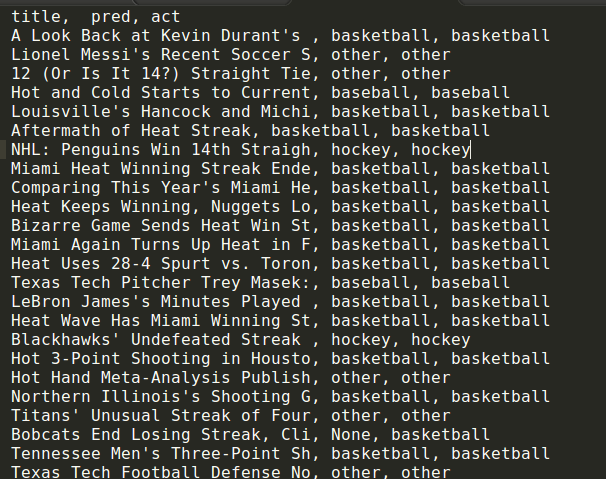 title,  pred, act
A Look Back at Kevin Durant's , basketball, basketball
Lionel Messi's Recent Soccer S, other, other
12 (Or Is It 14?) Straight Tie, other, other
Hot and Cold Starts to Current, baseball, baseball
Louisville's Hancock and Michi, basketball, basketball
Aftermath of Heat Streak, basketball, basketball
NHL: Penguins Win 14th Straigh, hockey, hockey
Miami Heat Winning Streak Ende, basketball, basketball
Comparing This Year's Miami He, basketball, basketball
Heat Keeps Winning, Nuggets Lo, basketball, basketball
Bizarre Game Sends Heat Win St, basketball, basketball
Miami Again Turns Up Heat in F, basketball, basketball
Heat Uses 28-4 Spurt vs. Toron, basketball, basketball
Texas Tech Pitcher Trey Masek:, baseball, baseball
LeBron James's Minutes Played , basketball, basketball
Heat Wave Has Miami Winning St, basketball, basketball
Blackhawks' Undefeated Streak , hockey, hockey
Hot 3-Point Shooting in Housto, basketball, basketball
Hot Hand Meta-Analysis Publish, other, other
Northern Illinois's Shooting G, basketball, basketball
Titans' Unusual Streak of Four, other, other
Bobcats End Losing Streak, Cli, None, basketball
Tennessee Men's Three-Point Sh, basketball, basketball
Texas Tech Football Defense No, other, other